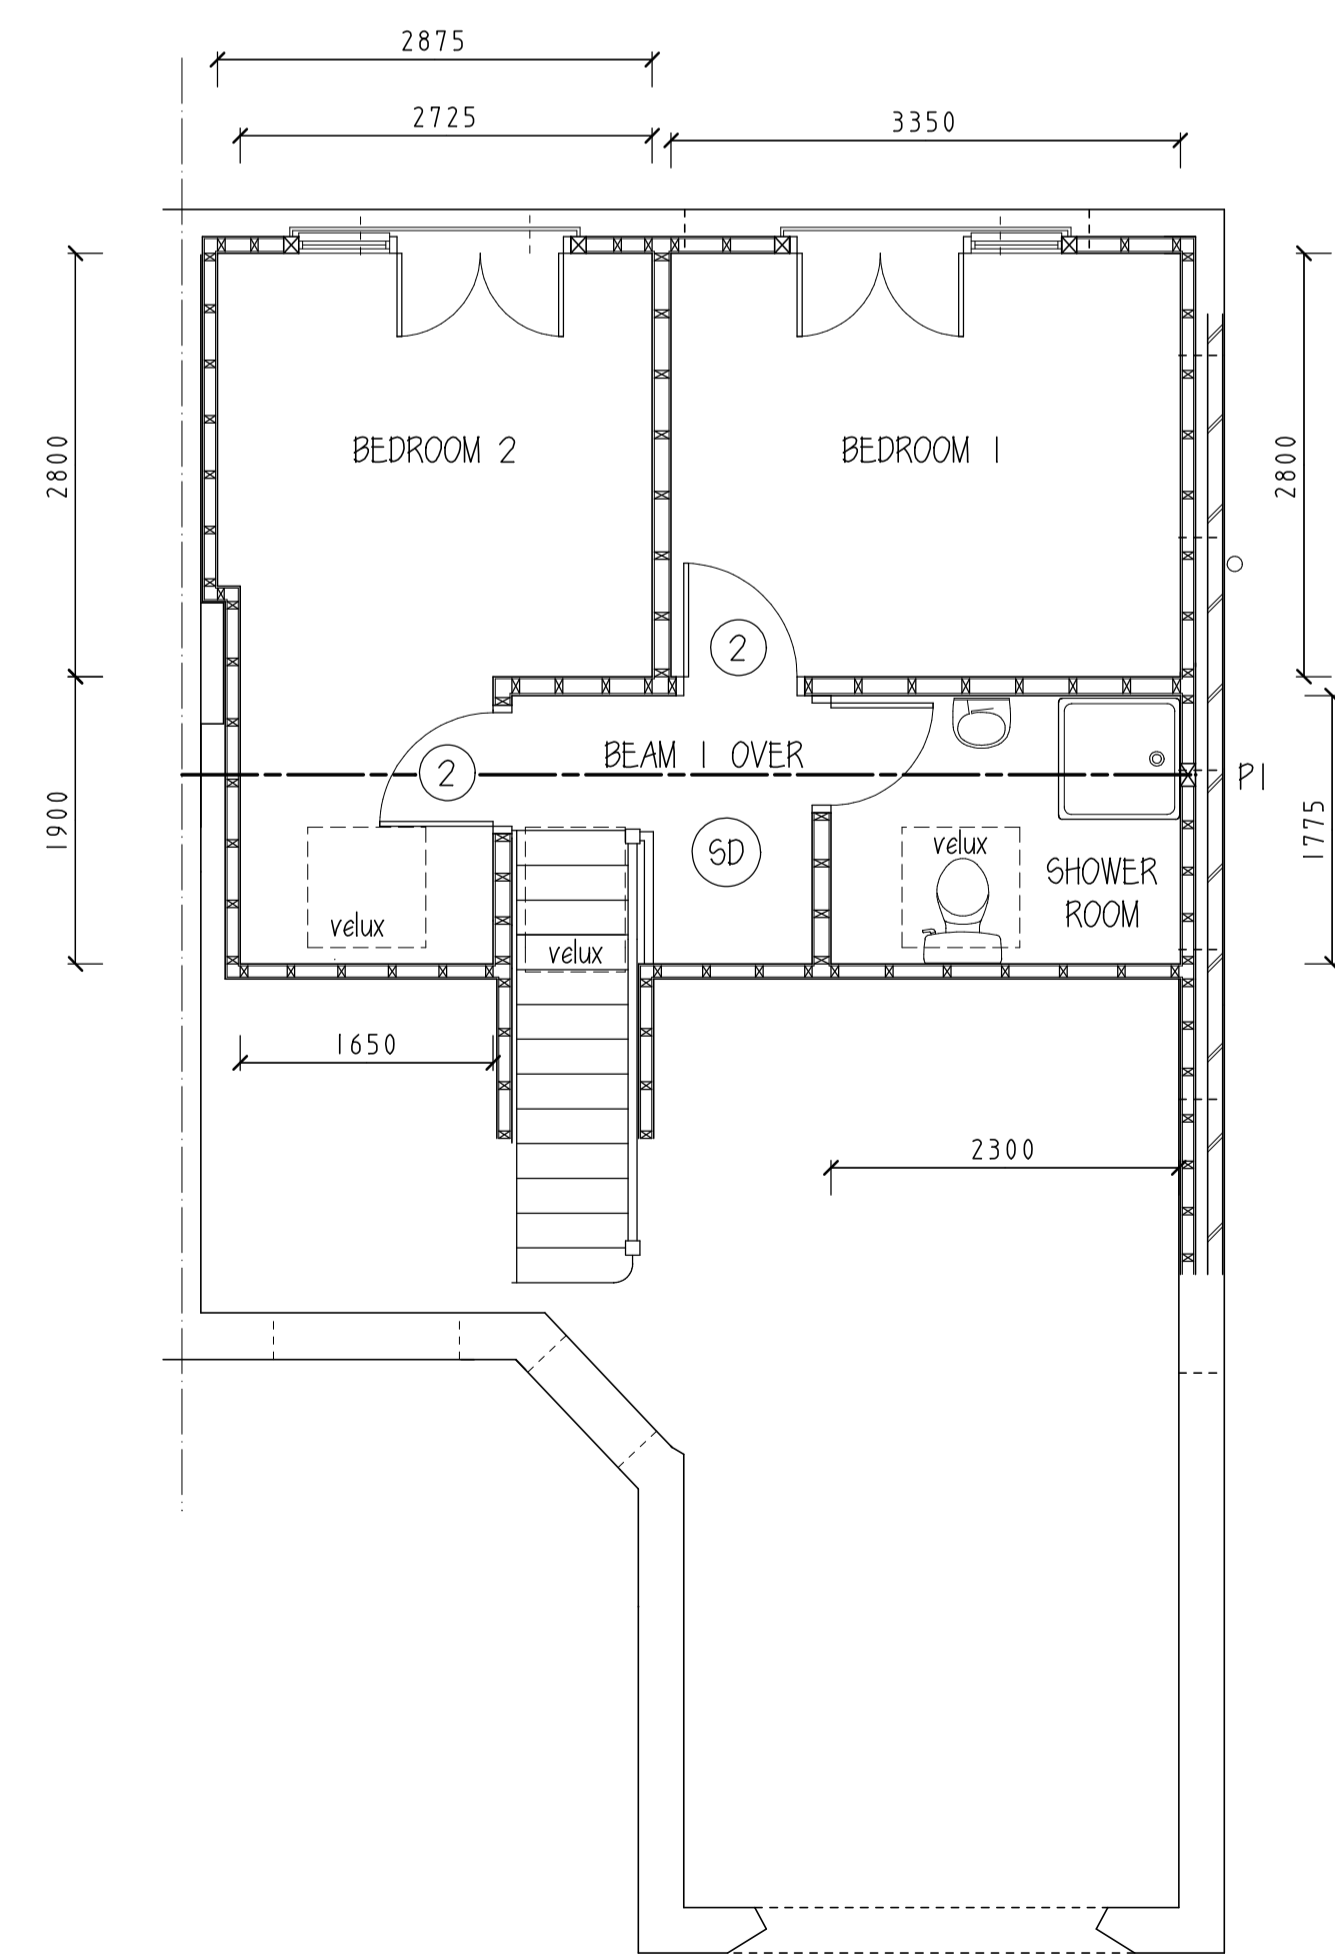 2875
2725
3350
2800
BEDROOM 2
BEDROOM 1
2800
2
BEAM 1 OVER
2
P1
1900
SD
velux
1775
SHOWER
ROOM
velux
velux
1650
2300